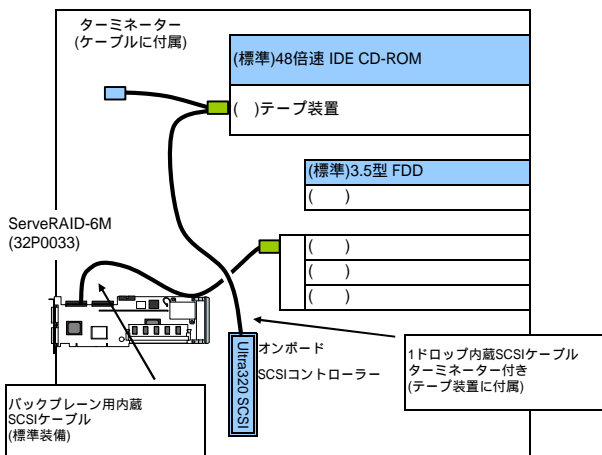 ターミネーター
(ケーブルに付属)
(標準)48倍速 IDE CD-ROM
(　)テープ装置
(標準)3.5型 FDD
(　)
ServeRAID-6M
(32P0033)
(　)
(　)
(　)
Ultra320 SCSI
オンボード
SCSIコントローラー
1ドロップ内蔵SCSIケーブル
ターミネーター付き
(テープ装置に付属)
バックプレーン用内蔵
SCSIケーブル
(標準装備)